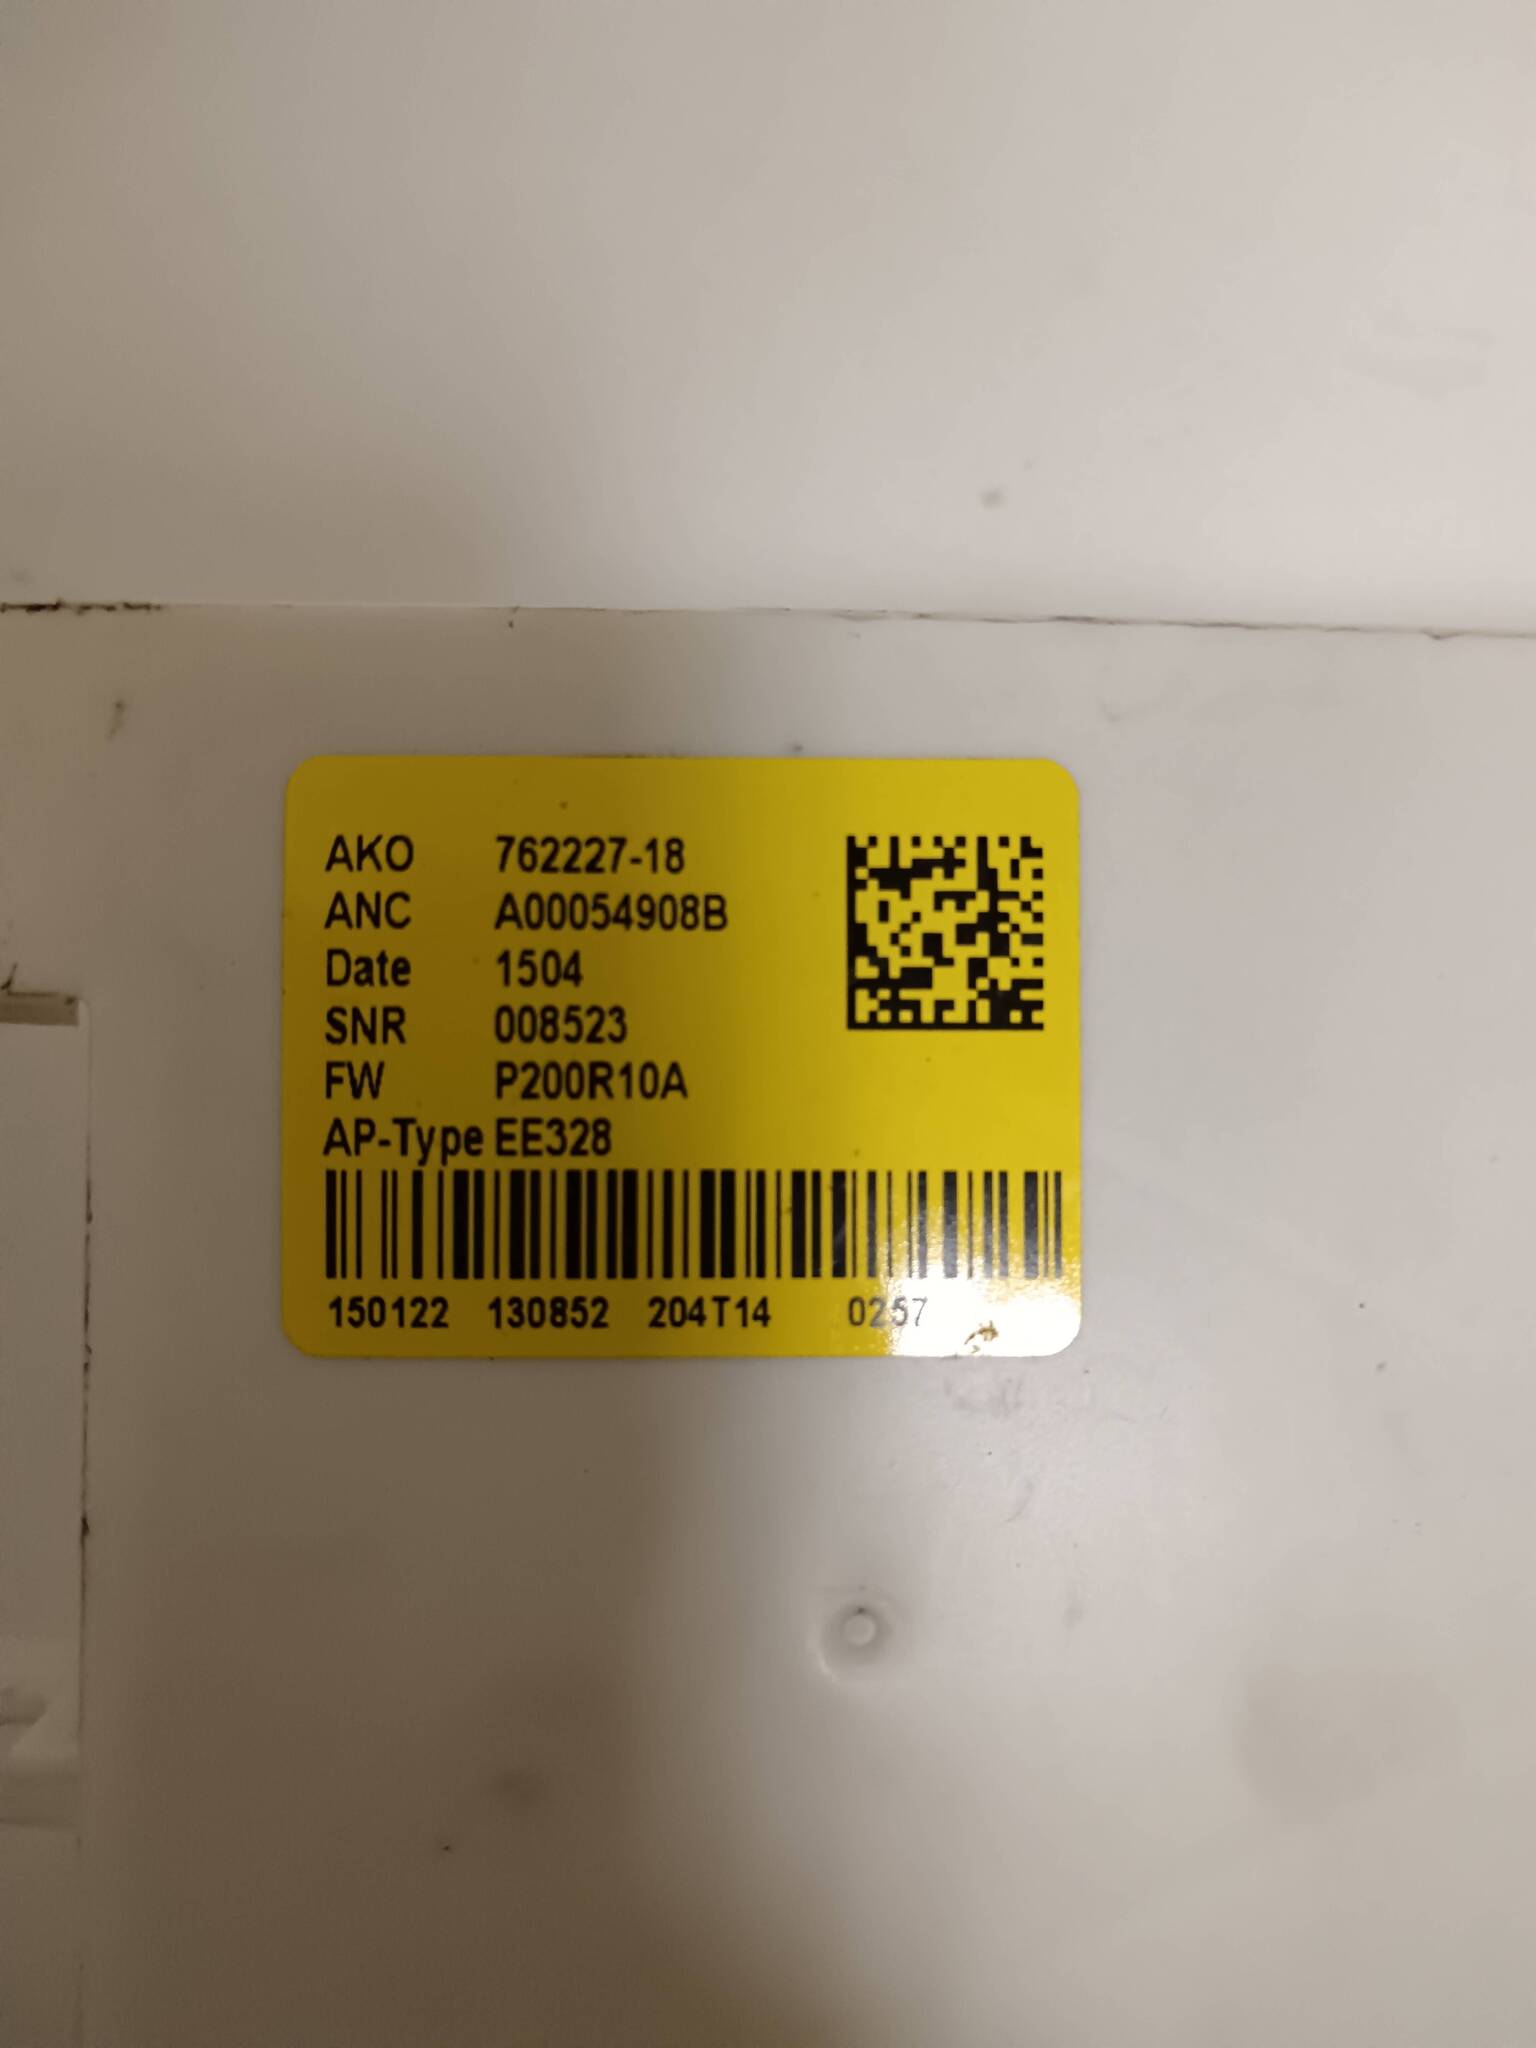 AKO 762227-18
ANC A00054908B
Date 1504
SNR 008523
FW P200R10A
AP-Type EE328
150122 130852 204T14 0257